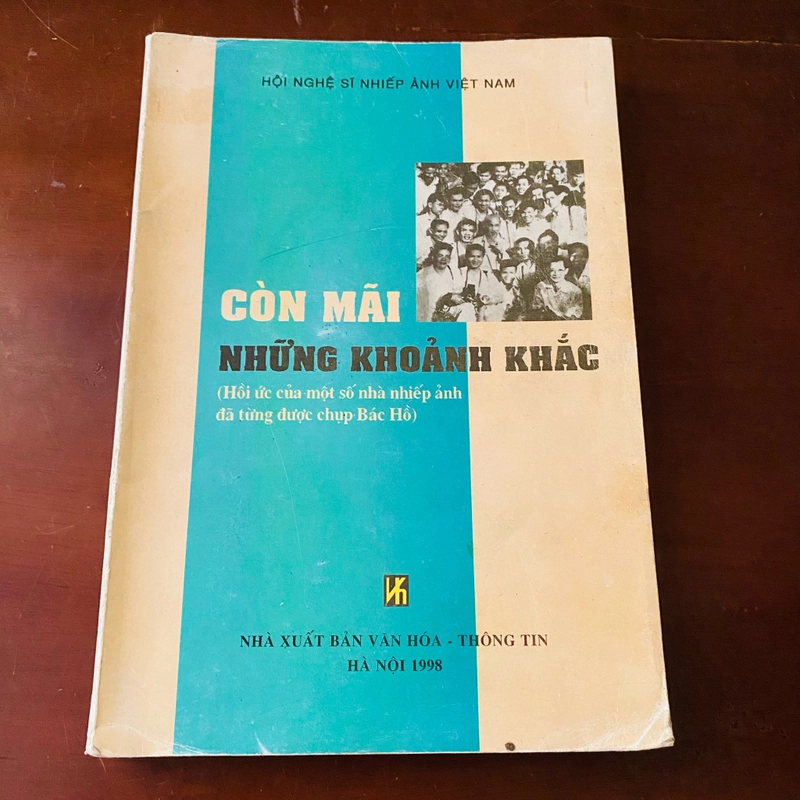 HỘI NGHỆ SĨ NHIẾP ẢNH VIỆT NAM
CÒN MÃI
NHỮNG KHOẢNH KHẮC
(Hồi ức của một số nhà nhiếp ảnh
đã từng được chụp Bác Hồ)
NHÀ XUẤT BẢN VĂN HÓA - THÔNG TIN
HÀ NỘI 1998